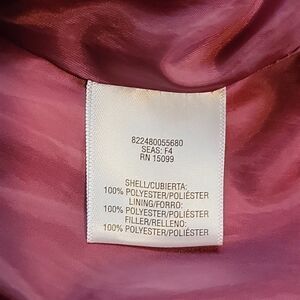 822480055680
SEAS: F4
RN 15099
SHELL/CUBIERTA:
100% POLYESTER/POLIÉSTER
LINING/FORRO:
100% POLYESTER/POLIÉSTER
FILLER/RELLENO:
100% POLYESTER/POLIÉSTER